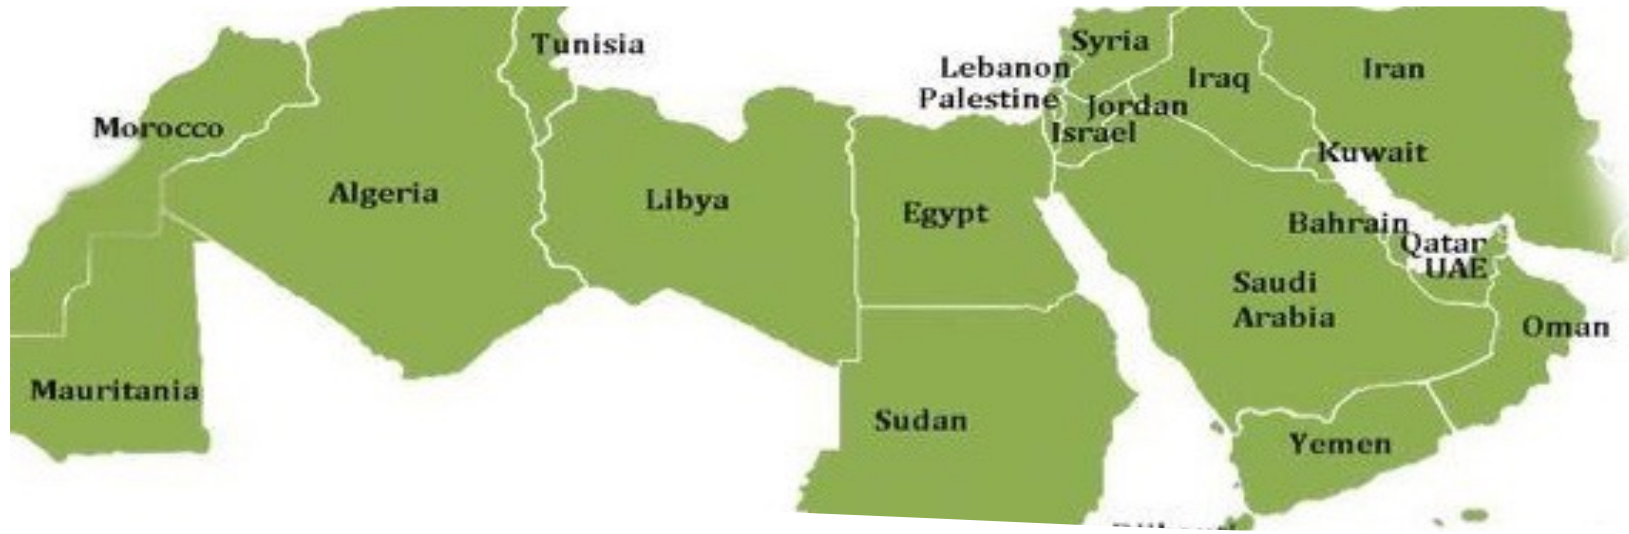 Tunisia
Syria
Lebanon
Iran
Iraq
Palestine
Jordan
Morocco
Israel
Kuwait
Algeria
Libya
Egypt
Bahrain
Qatar
UAE
Saudi
Arabia
Oman
Mauritania
Sudan
Yemen